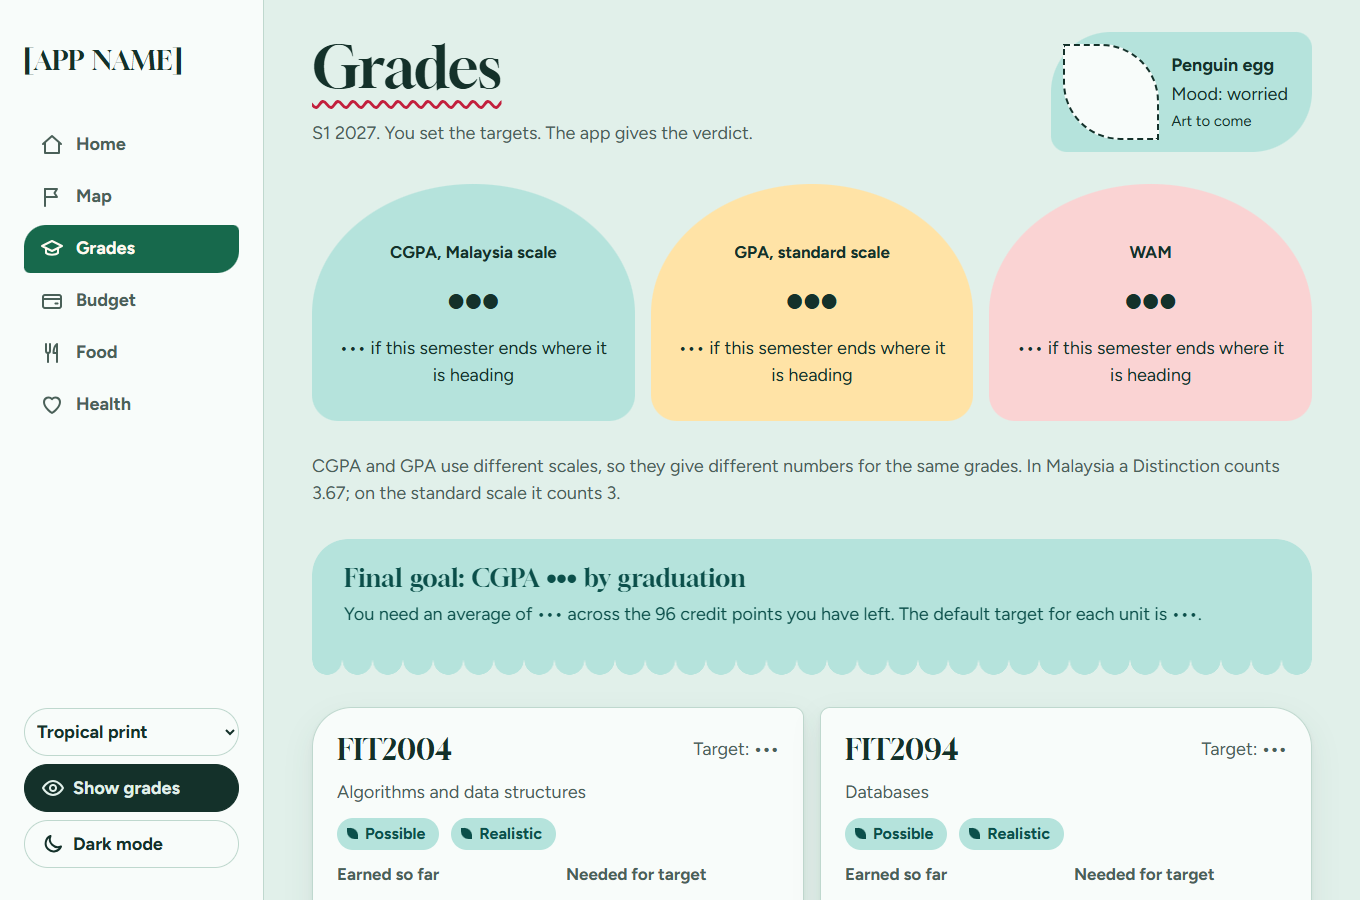 [APP NAME]
Home
Map
Grades
Budget
Food
Health
Tropical print
Show grades
Dark mode
Grades
S1 2027. You set the targets. The app gives the verdict.
Penguin egg
Mood: worried
Art to come
CGPA, Malaysia scale
●●●
••• if this semester ends where it
is heading
GPA, standard scale
●●●
••• if this semester ends where it
is heading
WAM
●●●
••• if this semester ends where it
is heading
CGPA and GPA use different scales, so they give different numbers for the same grades. In Malaysia a Distinction counts
3.67; on the standard scale it counts 3.
Final goal: CGPA ••• by graduation
You need an average of ••• across the 96 credit points you have left. The default target for each unit is •••.
FIT2004
Target: •••
Algorithms and data structures
Possible
Realistic
Earned so far
Needed for target
FIT2094
Target: •••
Databases
Possible
Realistic
Earned so far
Needed for target